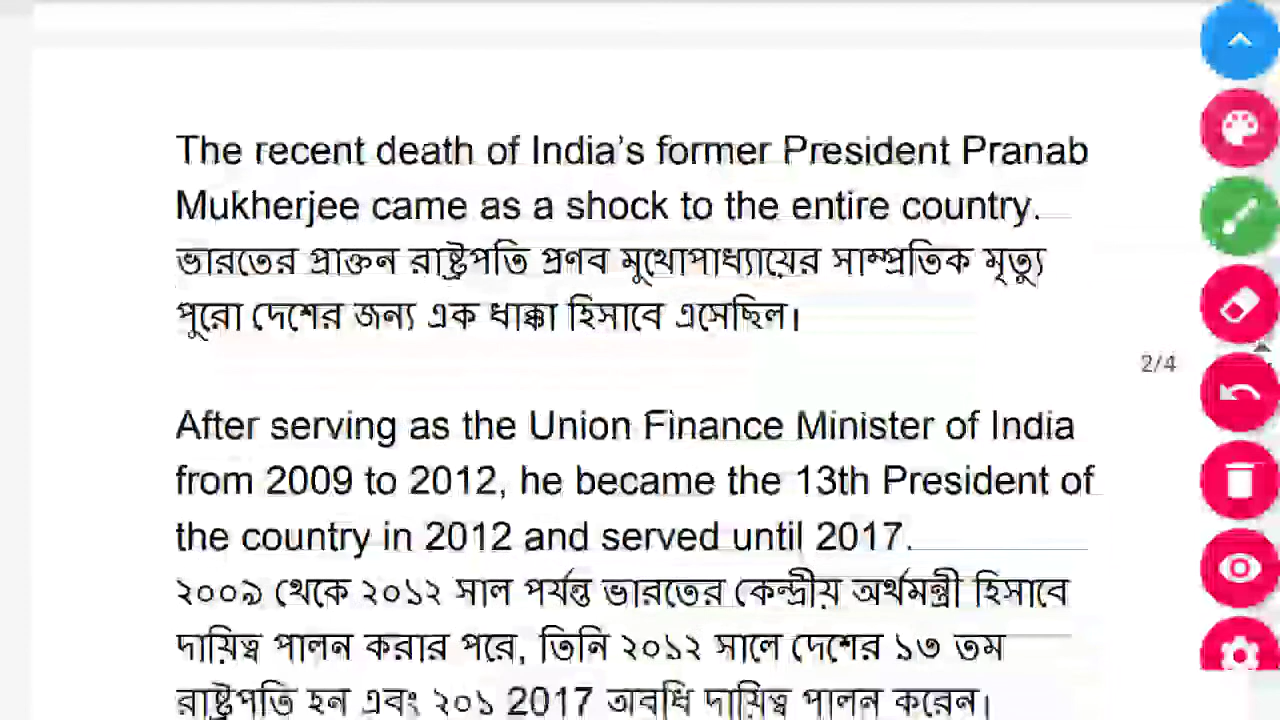 The recent death of India's former President Pranab
Mukherjee came as a shock to the entire country.
ভারতের প্রাক্তন রাষ্ট্রপতি প্রণব মুখোপাধ্যায়ের সাম্প্রতিক মৃত্যু
পুরো দেশের জন্য এক ধাক্কা হিসাবে এসেছিল।
2/4
After serving as the Union Finance Minister of India
from 2009 to 2012, he became the 13th President of
the country in 2012 and served until 2017.
২০০৯ থেকে ২০১২ সাল পর্যন্ত ভারতের কেন্দ্রীয় অর্থমন্ত্রী হিসাবে
দায়িত্ব পালন করার পরে, তিনি ২০১২ সালে দেশের ১৩ তম
রাষ্ট্রপতি হন এবং ২০১ 2017 অবধি দায়িত্ব পালন করেন।